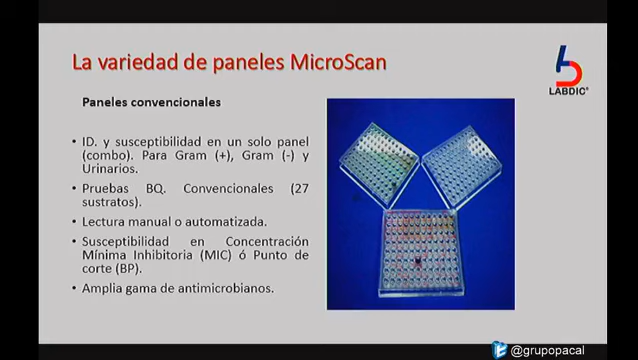 La variedad de paneles MicroScan
LABDIC®
Paneles convencionales
• ID. y susceptibilidad en un solo panel
(combo). Para Gram (+), Gram (-) y
Urinarios.
• Pruebas BQ. Convencionales (27
sustratos).
• Lectura manual o automatizada.
• Susceptibilidad en Concentración
Mínima Inhibitoria (MIC) ó Punto de
corte (BP).
• Amplia gama de antimicrobianos.
@grupopacal